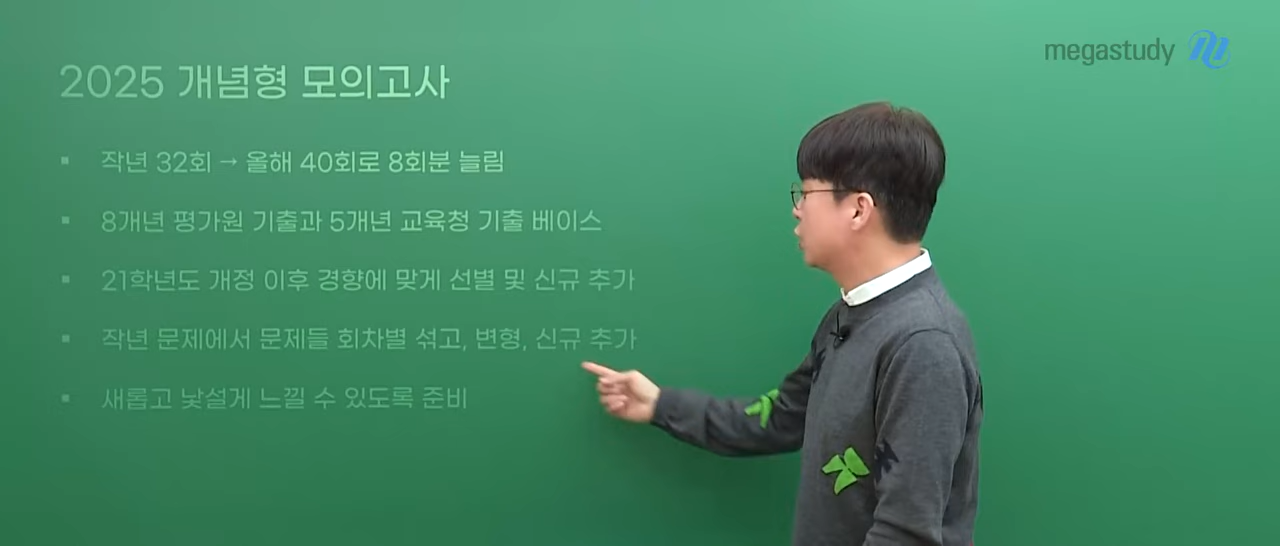 megastudy
2025 개념형 모의고사
▪ 작년 32회 → 올해 40회로 8회분 늘림
▪ 8개년 평가원 기출과 5개년 교육청 기출 베이스
▪ 21학년도 개정 이후 경향에 맞게 선별 및 신규 추가
▪ 작년 문제에서 문제들 회차별 섞고, 변형, 신규 추가
▪ 새롭고 낯설게 느낄 수 있도록 준비